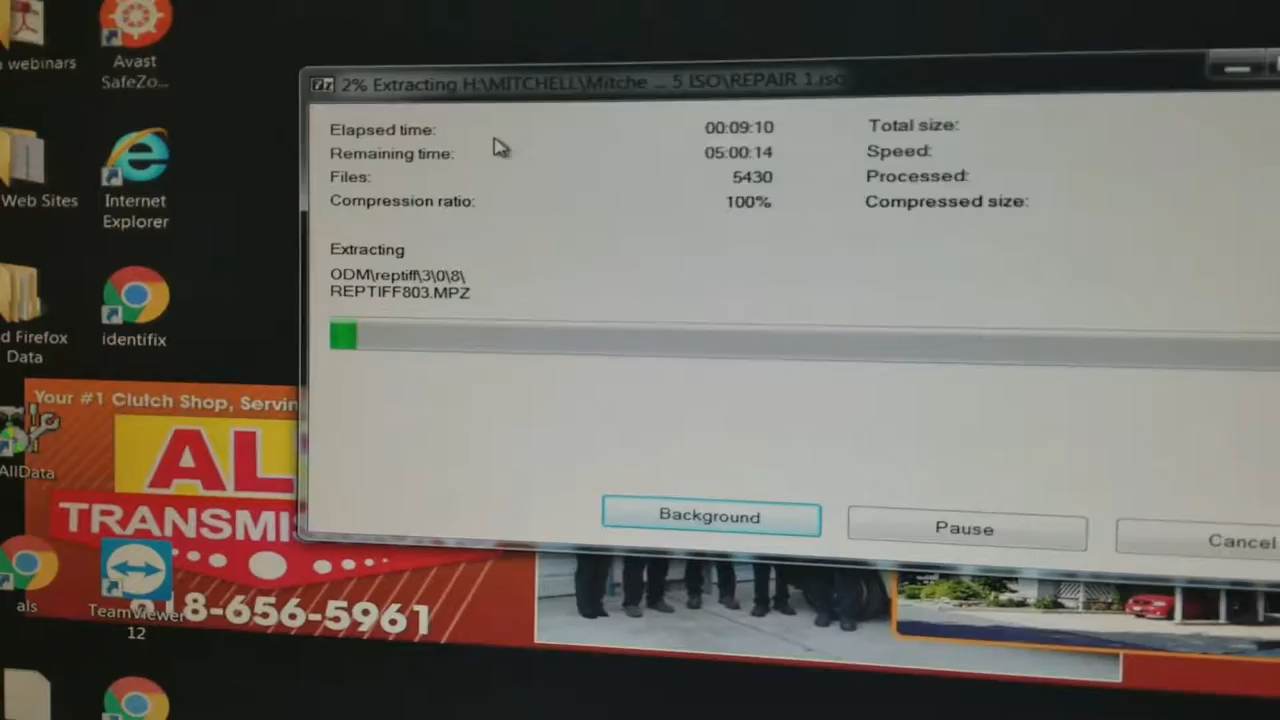 webinars
Avast
SafeZo...
Web Sites
Internet
Explorer
d Firefox
Data
identifix
AllData
als
TeamViewer
12
2% Extracting H:\MITCHELL\Mitche ... 5 ISO\REPAIR 1.iso
Elapsed time: 00:09:10 Total size:
Remaining time: 05:00:14 Speed:
Files: 5430 Processed:
Compression ratio: 100% Compressed size:
Extracting
ODM\reptiff\3\0\8\
REPTIFF803.MPZ
Background Pause Cancel
Your #1 Clutch Shop, Servin
AL
TRANSMIS
8-656-5961